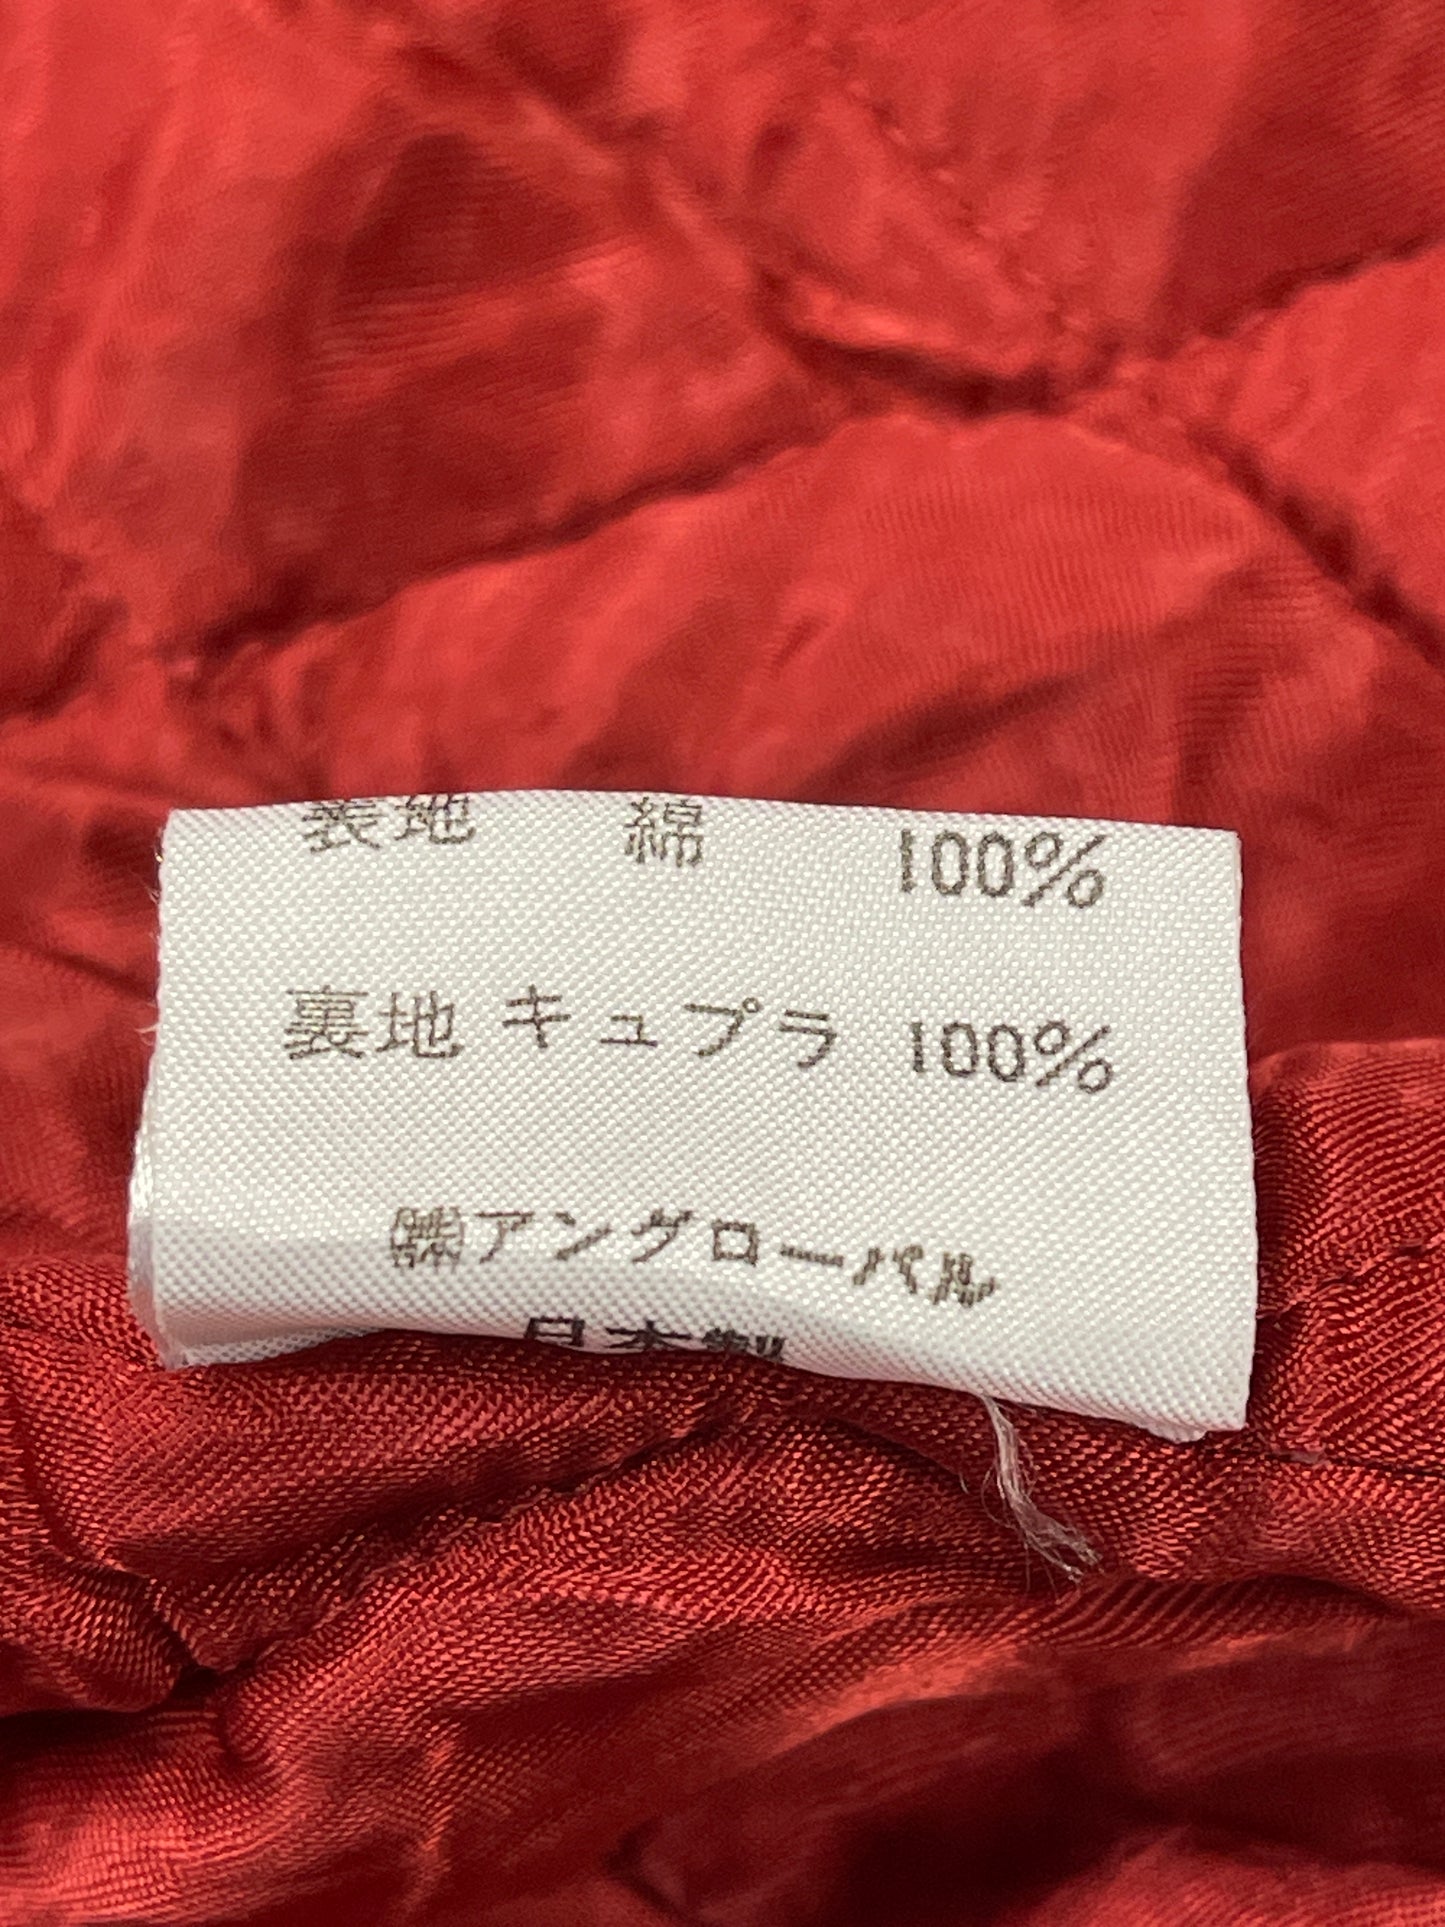 表地 綿 100%
裏地 キュプラ 100%
㈱アングローバル
日本製